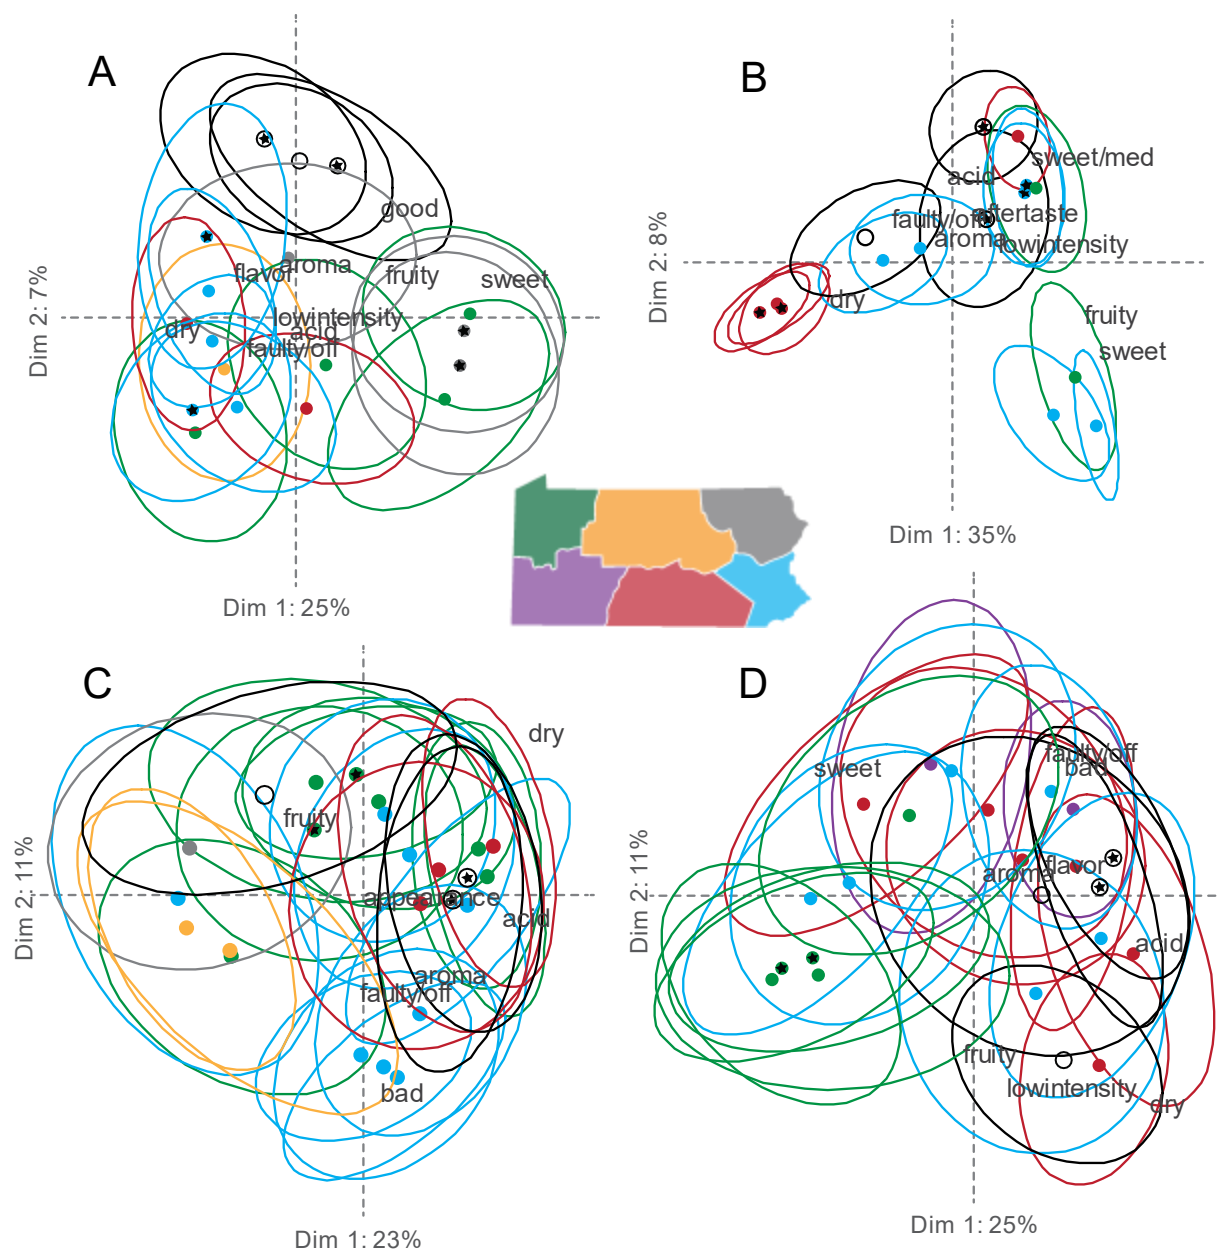 A
good
aroma
flavor
fruity
sweet
lowintensity
acid
dry
faulty/off
Dim 2: 7%
Dim 1: 25%
B
sweet/med
acid
faulty/off
aftertaste
aroma
lowintensity
dry
fruity
sweet
Dim 2: 8%
Dim 1: 35%
C
dry
fruity
appearance
acid
aroma
faulty/off
bad
Dim 2: 11%
Dim 1: 23%
D
faulty/off
bad
sweet
flavor
aroma
acid
fruity
lowintensity
dry
Dim 2: 11%
Dim 1: 25%